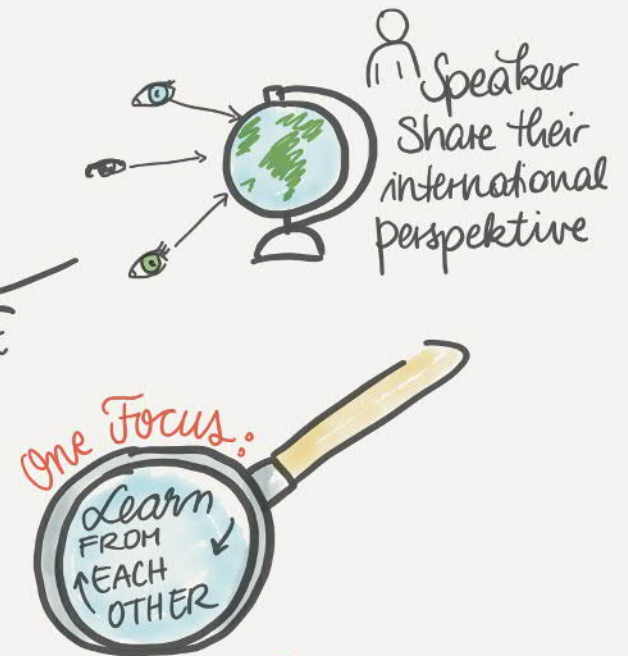 Speaker
Share their
international
perspektive
One Focus:
Learn
FROM
EACH
OTHER